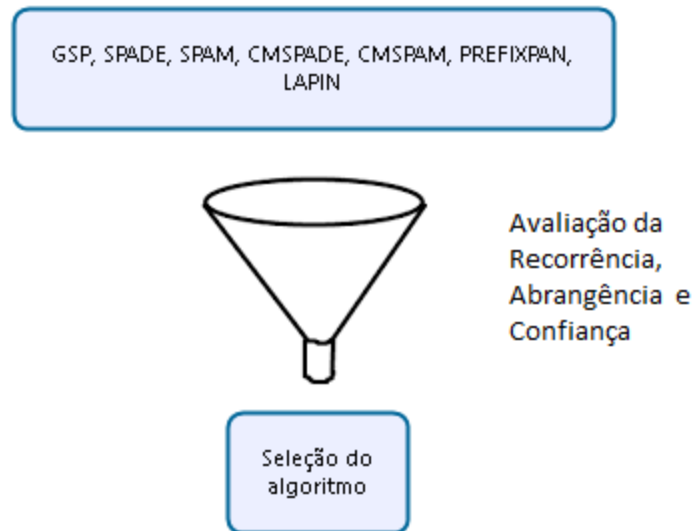 GSP, SPADE, SPAM, CMSPADE, CMSPAM, PREFIXPAN,
LAPIN
Avaliação da
Recorrência,
Abrangência e
Confiança
Seleção do
algoritmo